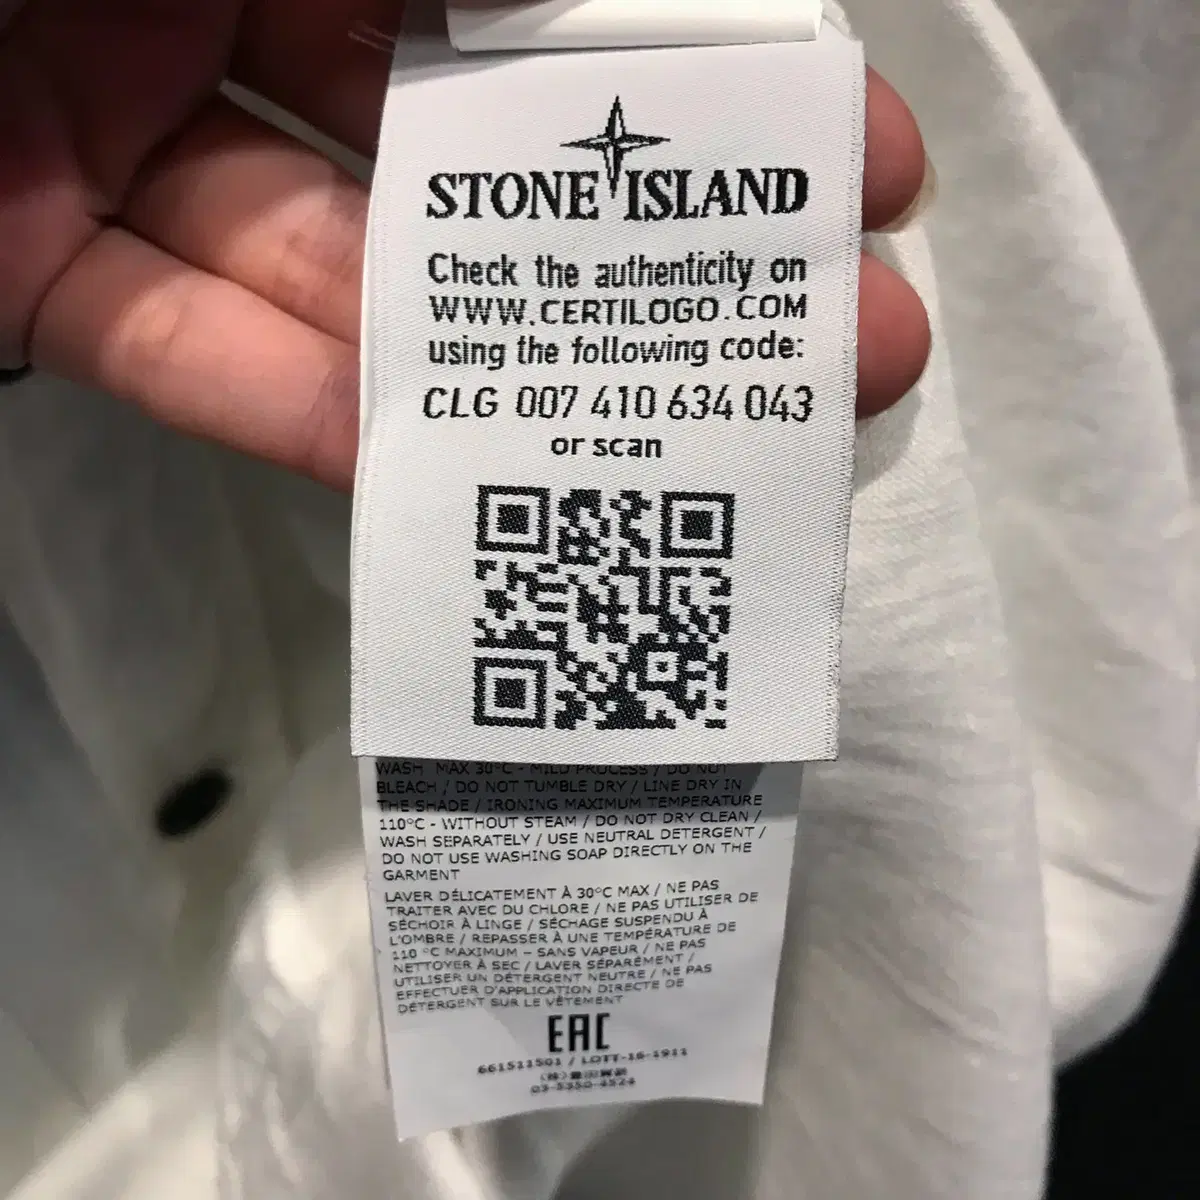 STONE ISLAND
Check the authenticity on
WWW.CERTILOGO.COM
using the following code:
CLG 007 410 634 043
or scan
WASH MAX 30°C - MILD PROCESS / DO NOT
BLEACH / DO NOT TUMBLE DRY / LINE DRY IN
THE SHADE / IRONING MAXIMUM TEMPERATURE
110°C - WITHOUT STEAM / DO NOT DRY CLEAN /
WASH SEPARATELY / USE NEUTRAL DETERGENT /
DO NOT USE WASHING SOAP DIRECTLY ON THE
GARMENT
LAVER DÉLICATEMENT À 30°C MAX / NE PAS
TRAITER AVEC DU CHLORE / NE PAS UTILISER DE
SÉCHOIR À LINGE / SÉCHAGE SUSPENDU À
L'OMBRE / REPASSER À UNE TEMPÉRATURE DE
110 °C MAXIMUM – SANS VAPEUR / NE PAS
NETTOYER À SEC / LAVER SÉPARÉMENT /
UTILISER UN DÉTERGENT NEUTRE / NE PAS
EFFECTUER D'APPLICATION DIRECTE DE
DÉTERGENT SUR LE VÊTEMENT
EAC
661511501 / LOTT-16-1911
03-5350-4524